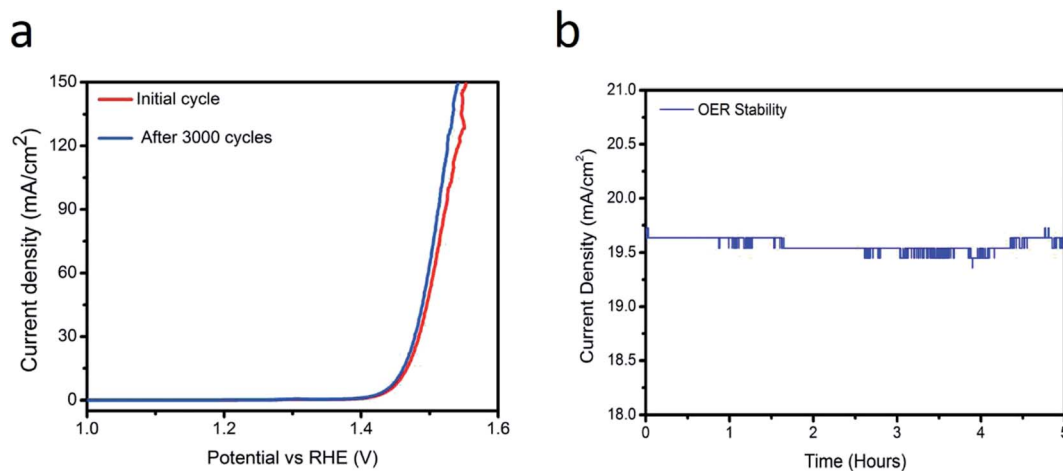 a
150
120
90
60
30
0
Current density (mA/cm²)
Initial cycle
After 3000 cycles
1.0
1.2
1.4
1.6
Potential vs RHE (V)
b
21.0
20.5
20.0
19.5
19.0
18.5
18.0
Current Density (mA/cm²)
OER Stability
0
1
2
3
4
5
Time (Hours)